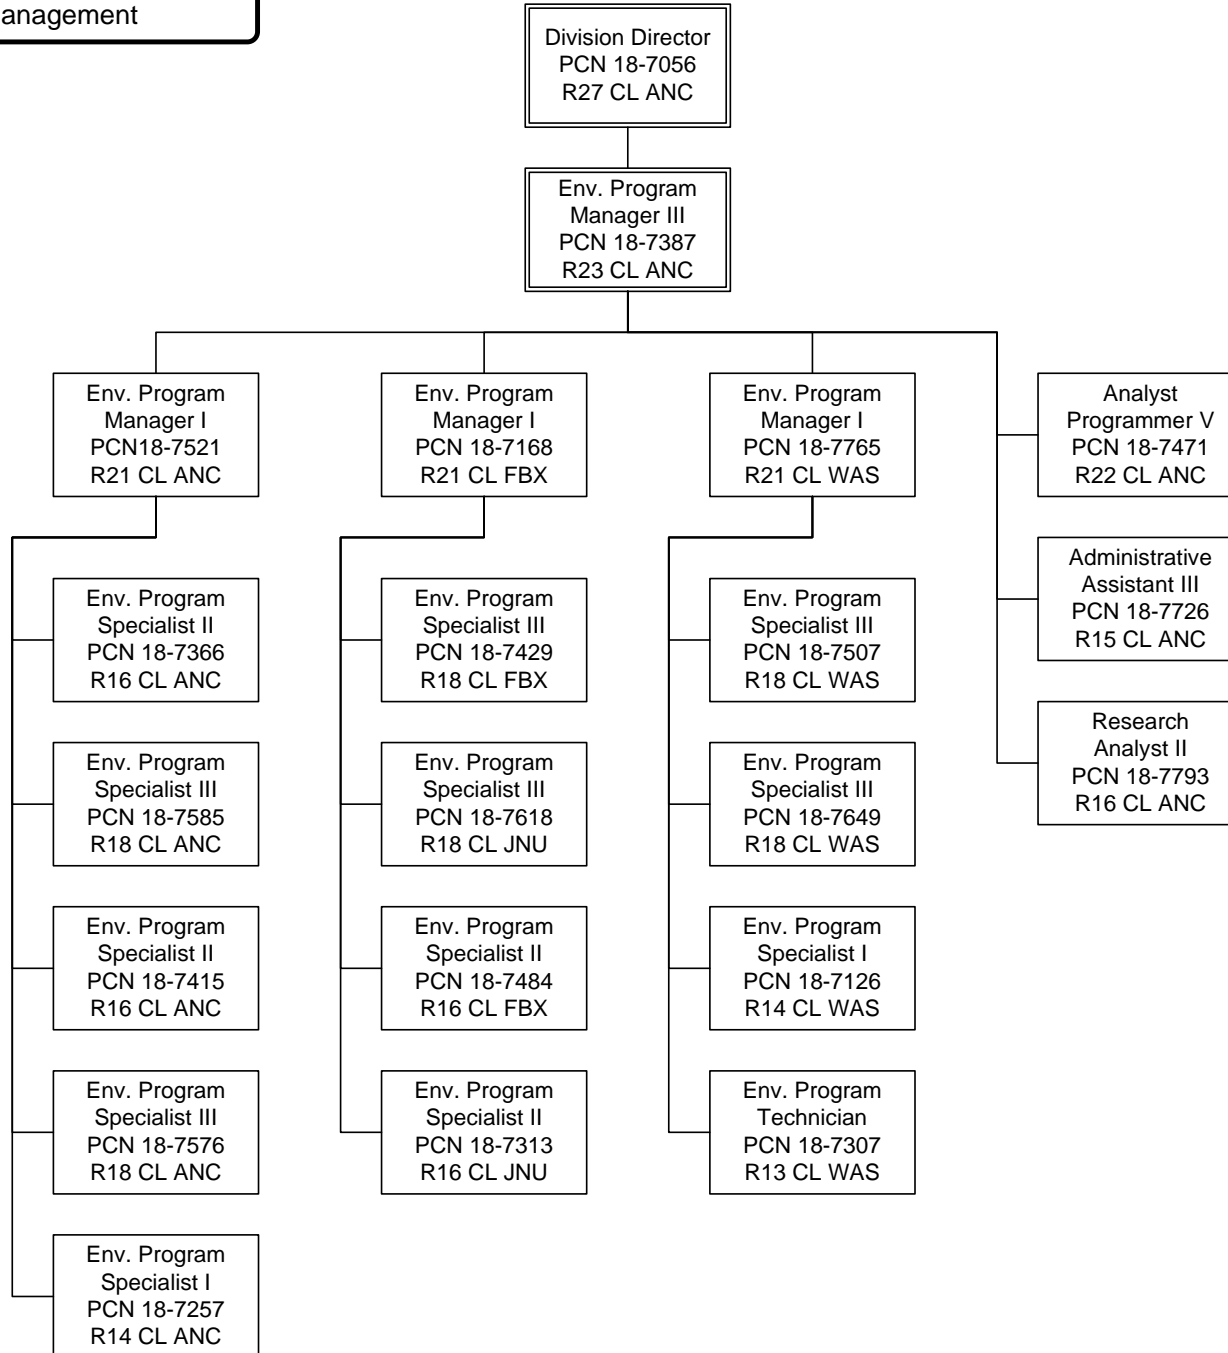 anagement
Division Director
PCN 18-7056
R27 CL ANC
Env. Program
Manager III
PCN 18-7387
R23 CL ANC
Env. Program
Manager I
PCN18-7521
R21 CL ANC
Env. Program
Manager I
PCN 18-7168
R21 CL FBX
Env. Program
Manager I
PCN 18-7765
R21 CL WAS
Analyst
Programmer V
PCN 18-7471
R22 CL ANC
Administrative
Assistant III
PCN 18-7726
R15 CL ANC
Research
Analyst II
PCN 18-7793
R16 CL ANC
Env. Program
Specialist II
PCN 18-7366
R16 CL ANC
Env. Program
Specialist III
PCN 18-7585
R18 CL ANC
Env. Program
Specialist II
PCN 18-7415
R16 CL ANC
Env. Program
Specialist III
PCN 18-7576
R18 CL ANC
Env. Program
Specialist I
PCN 18-7257
R14 CL ANC
Env. Program
Specialist III
PCN 18-7429
R18 CL FBX
Env. Program
Specialist III
PCN 18-7618
R18 CL JNU
Env. Program
Specialist II
PCN 18-7484
R16 CL FBX
Env. Program
Specialist II
PCN 18-7313
R16 CL JNU
Env. Program
Specialist III
PCN 18-7507
R18 CL WAS
Env. Program
Specialist III
PCN 18-7649
R18 CL WAS
Env. Program
Specialist I
PCN 18-7126
R14 CL WAS
Env. Program
Technician
PCN 18-7307
R13 CL WAS